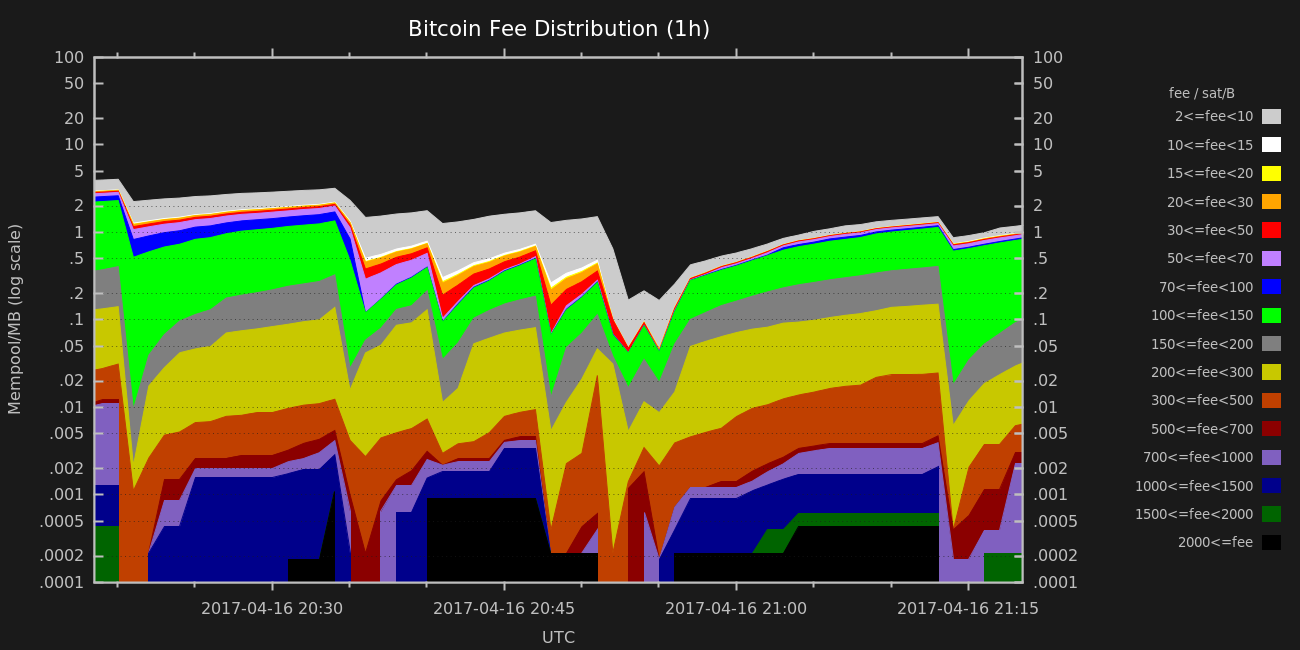 Bitcoin Fee Distribution (1h)
100 100
50 50
20 20
10 10
5 5
2 2
1 1
.5 .5
.2 .2
.1 .1
.05 .05
.02 .02
.01 .01
.005 .005
.002 .002
.001 .001
.0005 .0005
.0002 .0002
.0001 .0001
Mempool/MB (log scale)
2017-04-16 20:30 2017-04-16 20:45 2017-04-16 21:00 2017-04-16 21:15
UTC
fee / sat/B
2<=fee<10
10<=fee<15
15<=fee<20
20<=fee<30
30<=fee<50
50<=fee<70
70<=fee<100
100<=fee<150
150<=fee<200
200<=fee<300
300<=fee<500
500<=fee<700
700<=fee<1000
1000<=fee<1500
1500<=fee<2000
2000<=fee